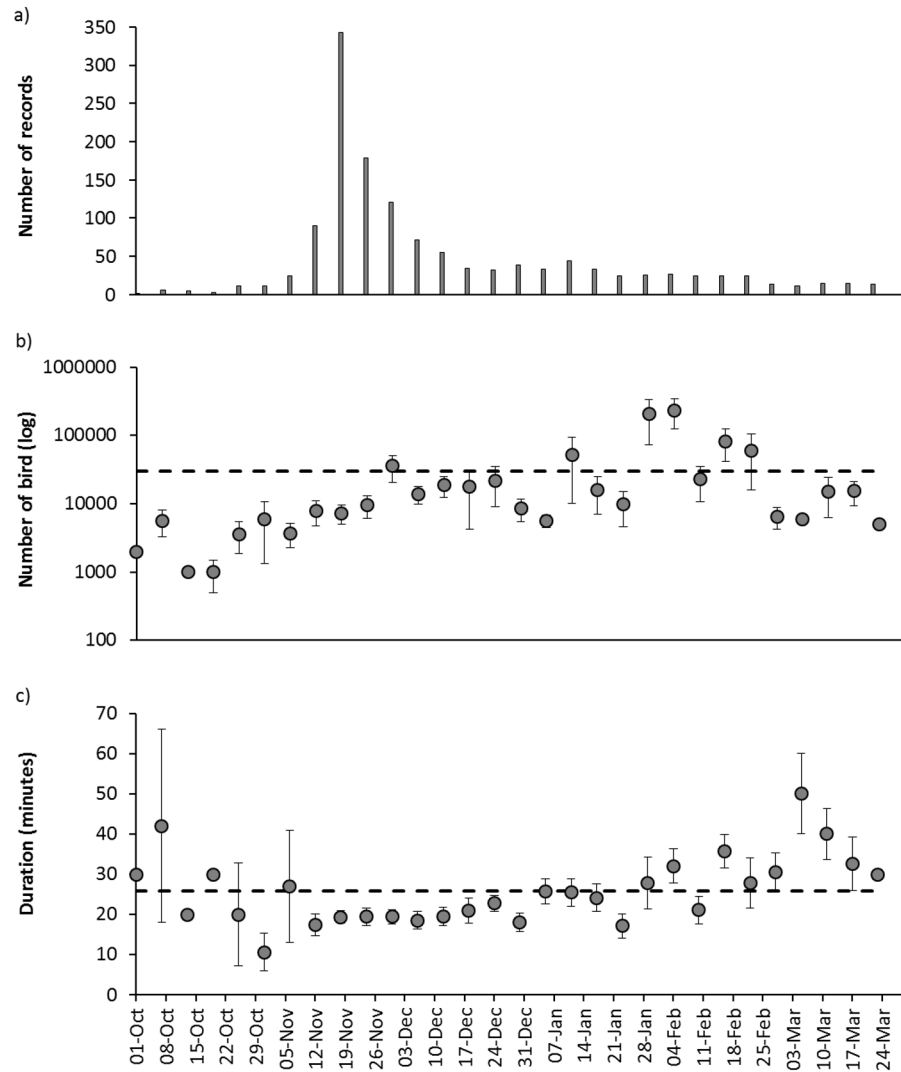 a)
Number of records
350
300
250
200
150
100
50
0
b)
Number of bird (log)
1000000
100000
10000
1000
100
c)
Duration (minutes)
70
60
50
40
30
20
10
0
01-Oct
08-Oct
15-Oct
22-Oct
29-Oct
05-Nov
12-Nov
19-Nov
26-Nov
03-Dec
10-Dec
17-Dec
24-Dec
31-Dec
07-Jan
14-Jan
21-Jan
28-Jan
04-Feb
11-Feb
18-Feb
25-Feb
03-Mar
10-Mar
17-Mar
24-Mar